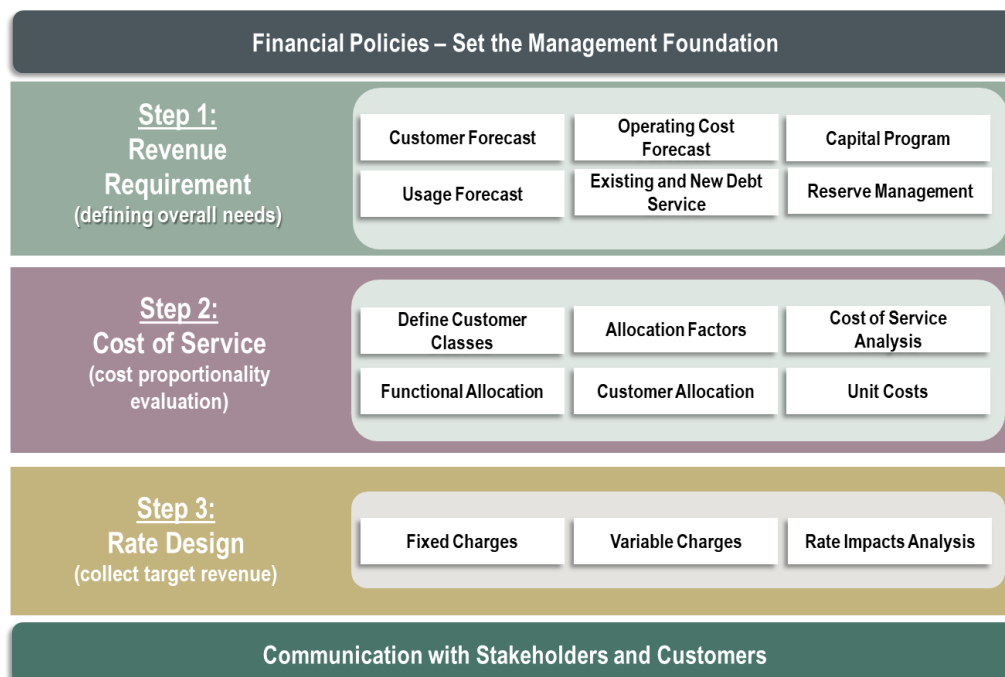 Financial Policies – Set the Management Foundation
Step 1:
Revenue
Requirement
(defining overall needs)
Customer Forecast
Operating Cost
Forecast
Capital Program
Usage Forecast
Existing and New Debt
Service
Reserve Management
Step 2:
Cost of Service
(cost proportionality
evaluation)
Define Customer
Classes
Allocation Factors
Cost of Service
Analysis
Functional Allocation
Customer Allocation
Unit Costs
Step 3:
Rate Design
(collect target revenue)
Fixed Charges
Variable Charges
Rate Impacts Analysis
Communication with Stakeholders and Customers